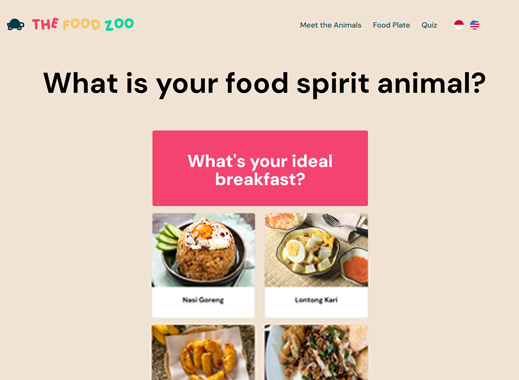 THE FOOD ZOO
Meet the Animals
Food Plate
Quiz
What is your food spirit animal?
What's your ideal
breakfast?
Nasi Goreng
Lontong Kari